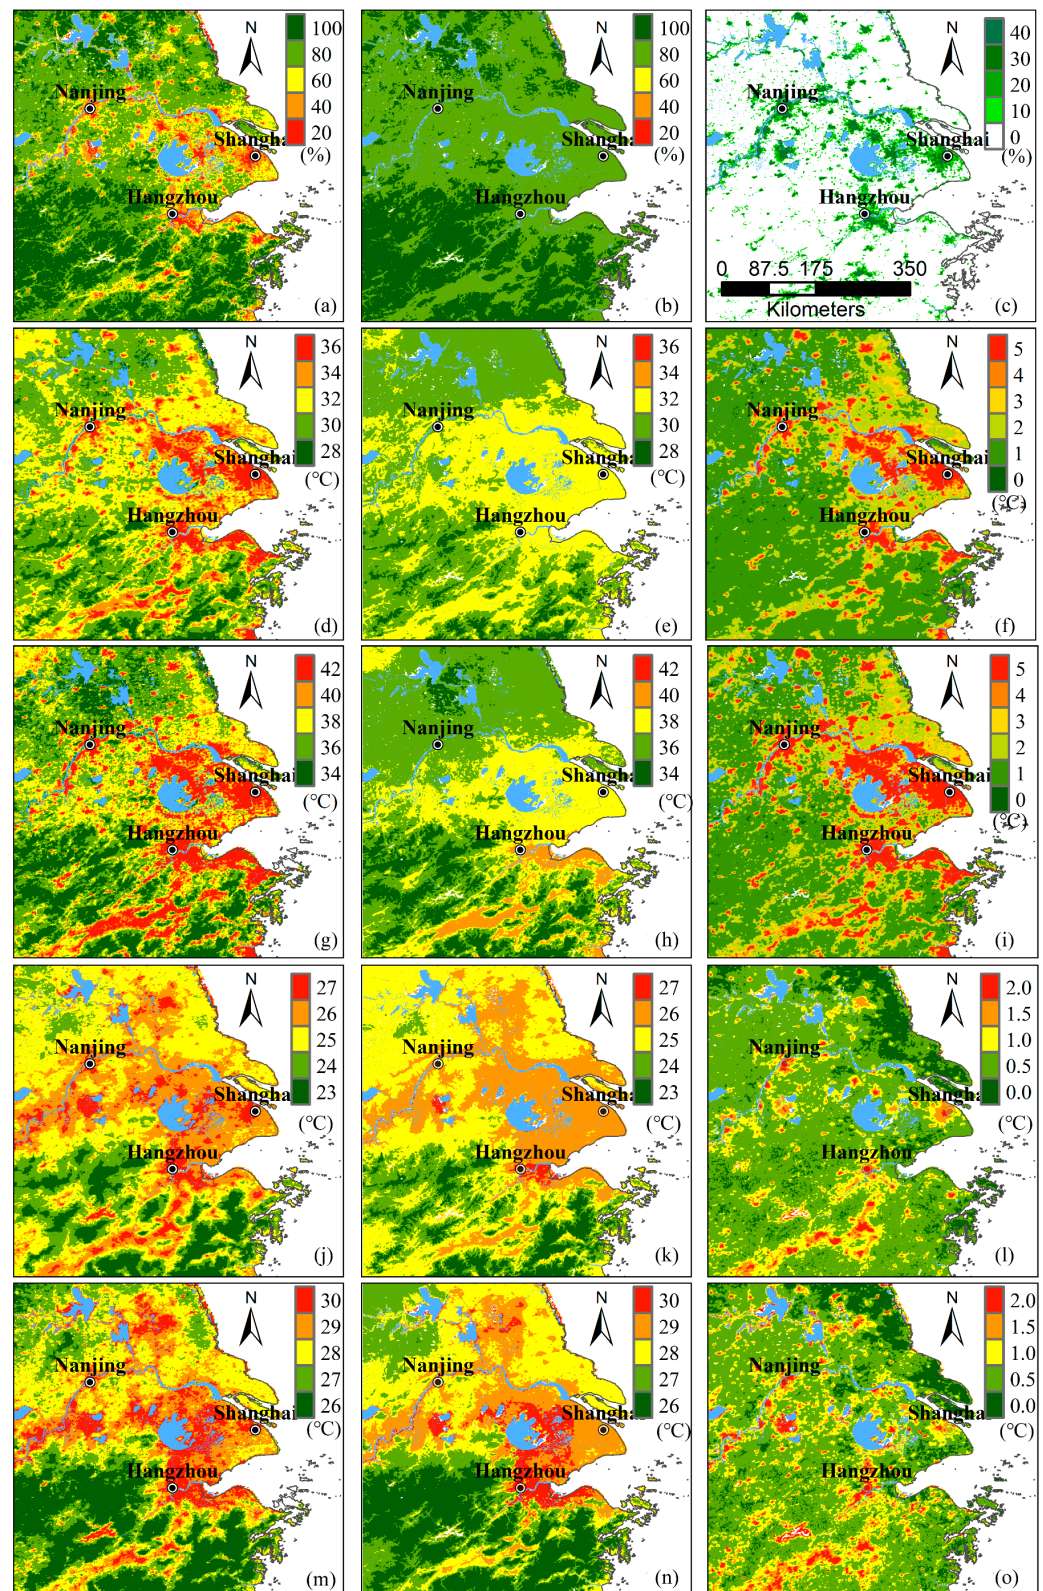 N
100
80
60
40
20
(%)
Nanjing
Shanghai
Hangzhou
(a)
N
100
80
60
40
20
(%)
Nanjing
Shangha
Hangzhou
(b)
N
40
30
20
10
0
(%)
Nanjing
Shanghai
Hangzhou
0 87.5 175 350
Kilometers
(c)
N
36
34
32
30
28
(℃)
Nanjing
Shanghai
Hangzhou
(d)
N
36
34
32
30
28
(℃)
Nanjing
Shangha
Hangzhou
(e)
N
5
4
3
2
1
0
(℃)
Nanjing
Shanghai
Hangzhou
(f)
N
42
40
38
36
34
(℃)
Nanjing
Shanghai
Hangzhou
(g)
N
42
40
38
36
34
(℃)
Nanjing
Shangha
Hangzhou
(h)
N
5
4
3
2
1
0
(℃)
Nanjing
Shanghai
Hangzhou
(i)
N
27
26
25
24
23
(℃)
Nanjing
Shanghai
Hangzhou
(j)
N
27
26
25
24
23
(℃)
Nanjing
Shangha
Hangzhou
(k)
N
2.0
1.5
1.0
0.5
0.0
(℃)
Nanjing
Shanghai
Hangzhou
(l)
N
30
29
28
27
26
(℃)
Nanjing
Shanghai
Hangzhou
(m)
N
30
29
28
27
26
(℃)
Nanjing
Shangha
Hangzhou
(n)
N
2.0
1.5
1.0
0.5
0.0
(℃)
Nanjing
Shanghai
Hangzhou
(o)